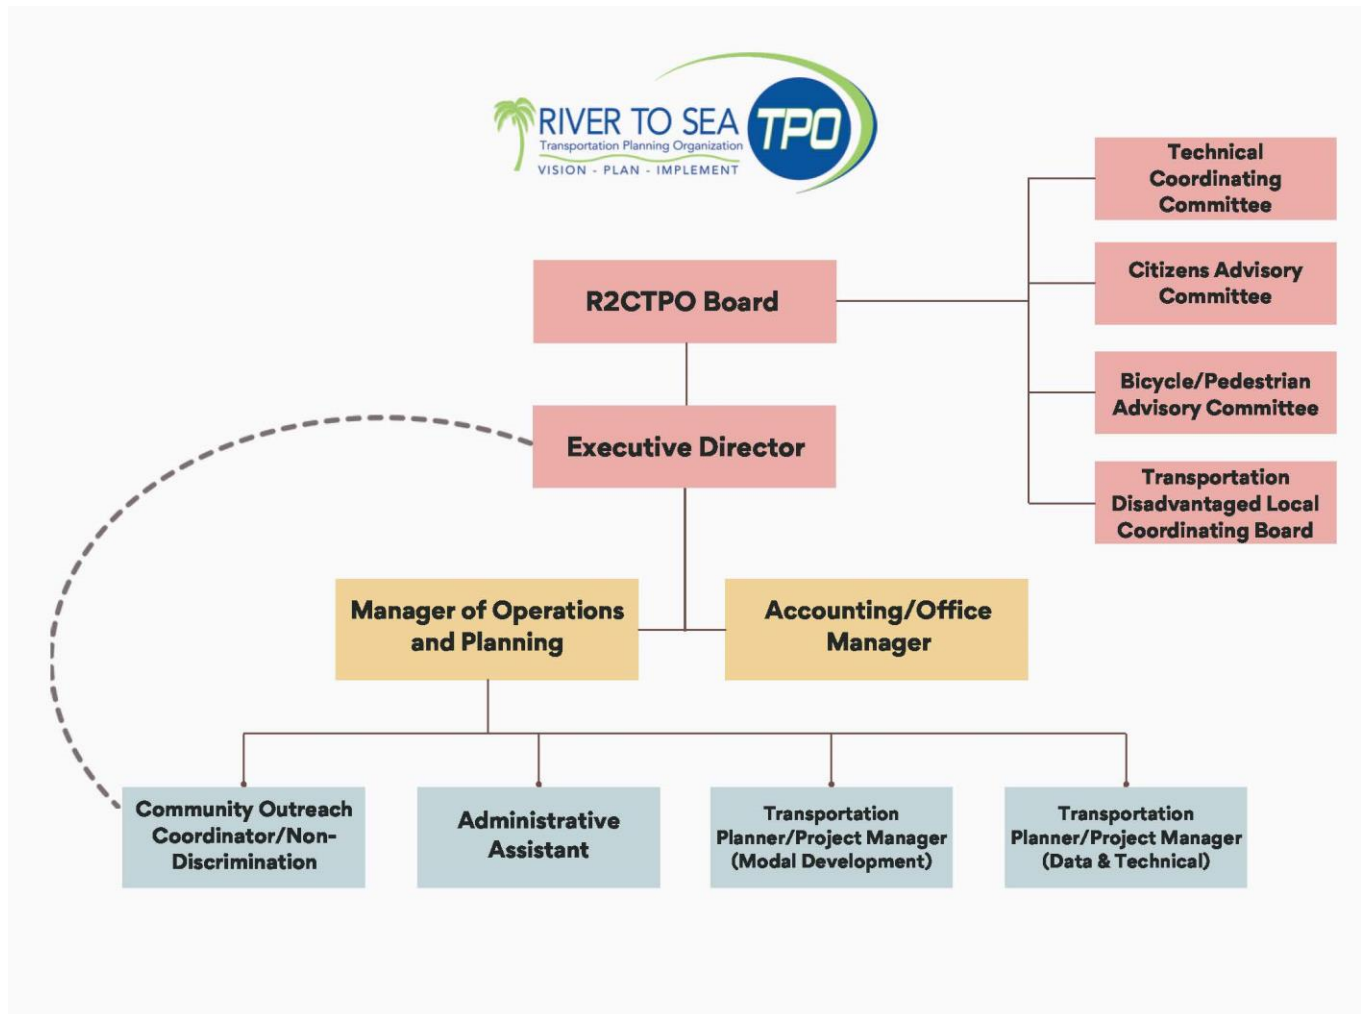 RIVER TO SEA
Transportation Planning Organization
VISION - PLAN - IMPLEMENT
TPO
Technical
Coordinating
Committee
Citizens Advisory
Committee
R2CTPO Board
Bicycle/Pedestrian
Advisory Committee
Executive Director
Transportation
Disadvantaged Local
Coordinating Board
Manager of Operations
and Planning
Accounting/Office
Manager
Community Outreach
Coordinator/Non-
Discrimination
Administrative
Assistant
Transportation
Planner/Project Manager
(Modal Development)
Transportation
Planner/Project Manager
(Data & Technical)